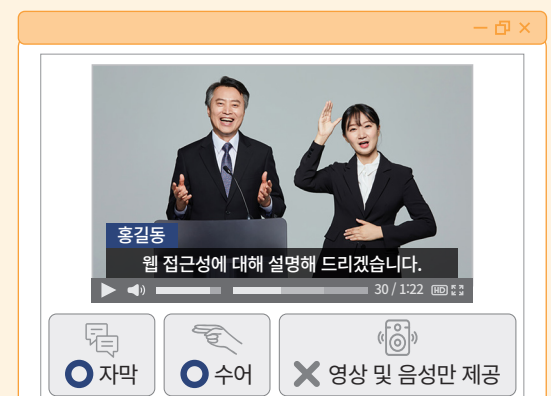 홍길동
웹 접근성에 대해 설명해 드리겠습니다.
30 / 1:22 HD
자막
수어
영상 및 음성만 제공